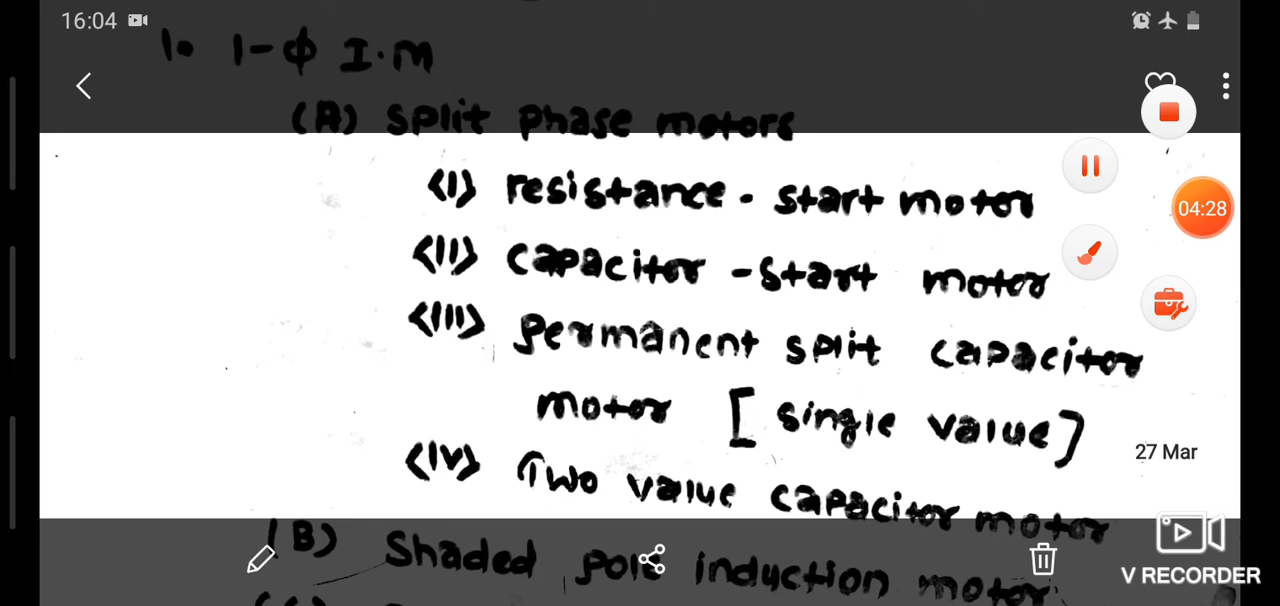 16:04
1. 1-ф I.M
(A) split phase motors
<I> resistance - start motor
<II> capacitor - start motor
04:28
<III> permanent split capacitor
motor [single value]
27 Mar
<IV> Two value capacitor motor
(B) Shaded pole induction motor
V RECORDER